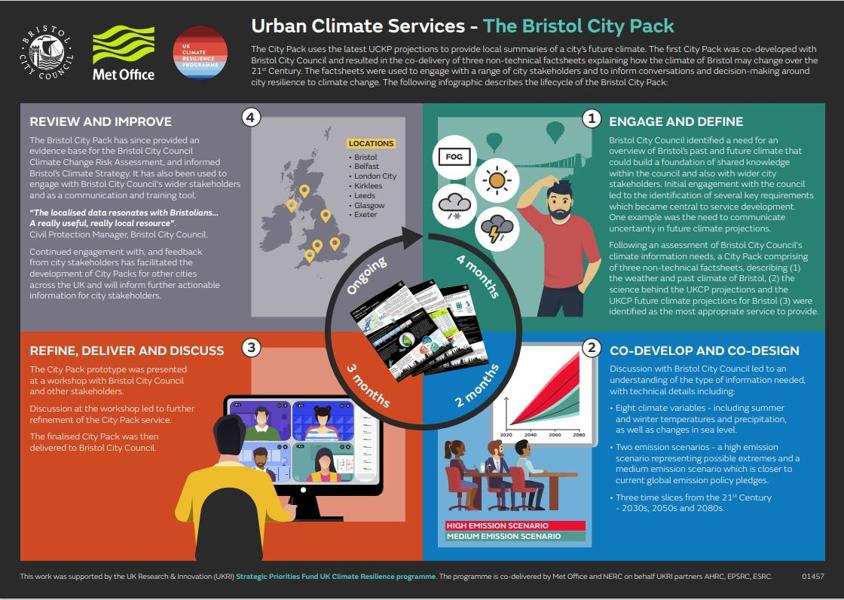 BRISTOL CITY COUNCIL
Met Office
UK
CLIMATE
RESILIENCE
PROGRAMME
Urban Climate Services - The Bristol City Pack
The City Pack uses the latest UCKP projections to provide local summaries of a city's future climate. The first City Pack was co-developed with
Bristol City Council and resulted in the co-delivery of three non-technical factsheets explaining how the climate of Bristol may change over the
21st Century. The factsheets were used to engage with a range of city stakeholders and to inform conversations and decision-making around
city resilience to climate change. The following infographic describes the lifecycle of the Bristol City Pack:
REVIEW AND IMPROVE
4
The Bristol City Pack has since provided an
evidence base for the Bristol City Council
Climate Change Risk Assessment, and informed
Bristol's Climate Strategy. It has also been used to
engage with Bristol City Council's wider stakeholders
and as a communication and training tool.
"The localised data resonates with Bristolians...
A really useful, really local resource".
Civil Protection Manager, Bristol City Council.
Continued engagement with, and feedback
from city stakeholders has facilitated the
development of City Packs for other cities
across the UK and will inform further actionable
information for city stakeholders.
LOCATIONS
• Bristol
• Belfast
• London City
• Kirklees
• Leeds
• Glasgow
• Exeter
1
ENGAGE AND DEFINE
FOG
Bristol City Council identified a need for an
overview of Bristol's past and future climate that
could build a foundation of shared knowledge
within the council and also with wider city
stakeholders. Initial engagement with the council
led to the identification of several key requirements
which became central to service development.
One example was the need to communicate
uncertainty in future climate projections.
Following an assessment of Bristol City Council's
climate information needs, a City Pack comprising
of three non-technical factsheets, describing (1)
the weather and past climate of Bristol, (2) the
science behind the UKCP projections and the
UKCP future climate projections for Bristol (3) were
identified as the most appropriate service to provide.
Ongoing
4 months
3 months
2 months
REFINE, DELIVER AND DISCUSS
3
The City Pack prototype was presented
at a workshop with Bristol City Council
and other stakeholders.
Discussion at the workshop led to further
refinement of the City Pack service.
The finalised City Pack was then
delivered to Bristol City Council.
2
CO-DEVELOP AND CO-DESIGN
Discussion with Bristol City Council led to an
understanding of the type of information needed,
with technical details including:
• Eight climate variables - including summer
and winter temperatures and precipitation,
as well as changes in sea level.
• Two emission scenarios - a high emission
scenario representing possible extremes and a
medium emission scenario which is closer to
current global emission policy pledges.
• Three time slices from the 21st Century
- 2030s, 2050s and 2080s.
2020 2040 2060 2080
HIGH EMISSION SCENARIO
MEDIUM EMISSION SCENARIO
This work was supported by the UK Research & Innovation (UKRI) Strategic Priorities Fund UK Climate Resilience programme. The programme is co-delivered by Met Office and NERC on behalf UKRI partners AHRC, EPSRC, ESRC.
01457